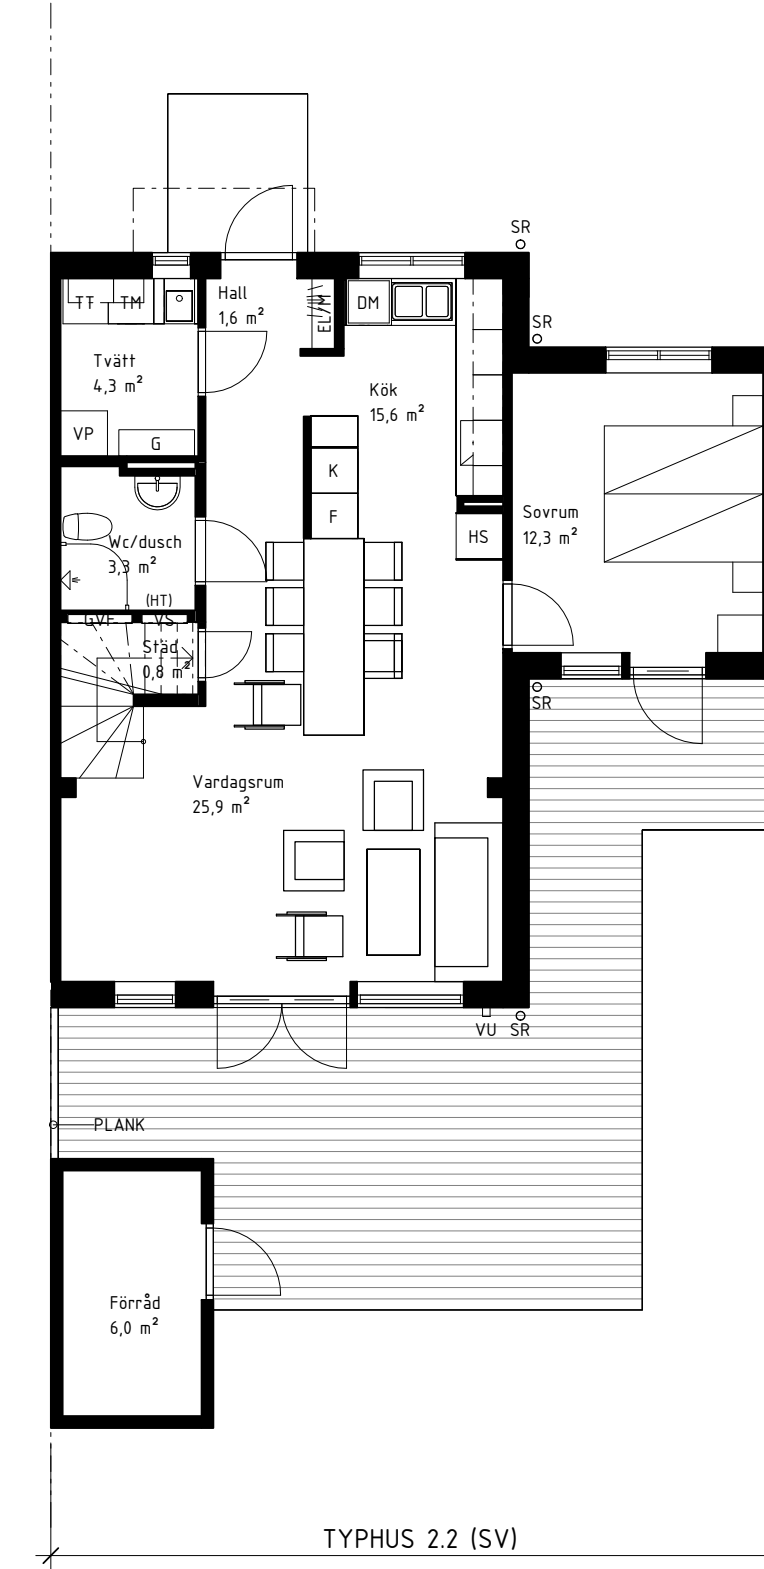 SR
Hall
1,6 m²
TT
TM
EL/M
DM
SR
Tvätt
4,3 m²
Kök
15,6 m²
VP
G
K
F
HS
Sovrum
12,3 m²
Wc/dusch
3,3 m²
(HT)
GVF
VS
Städ
0,8 m²
SR
Vardagsrum
25,9 m²
VU
SR
PLANK
Förråd
6,0 m²
TYPHUS 2.2 (SV)